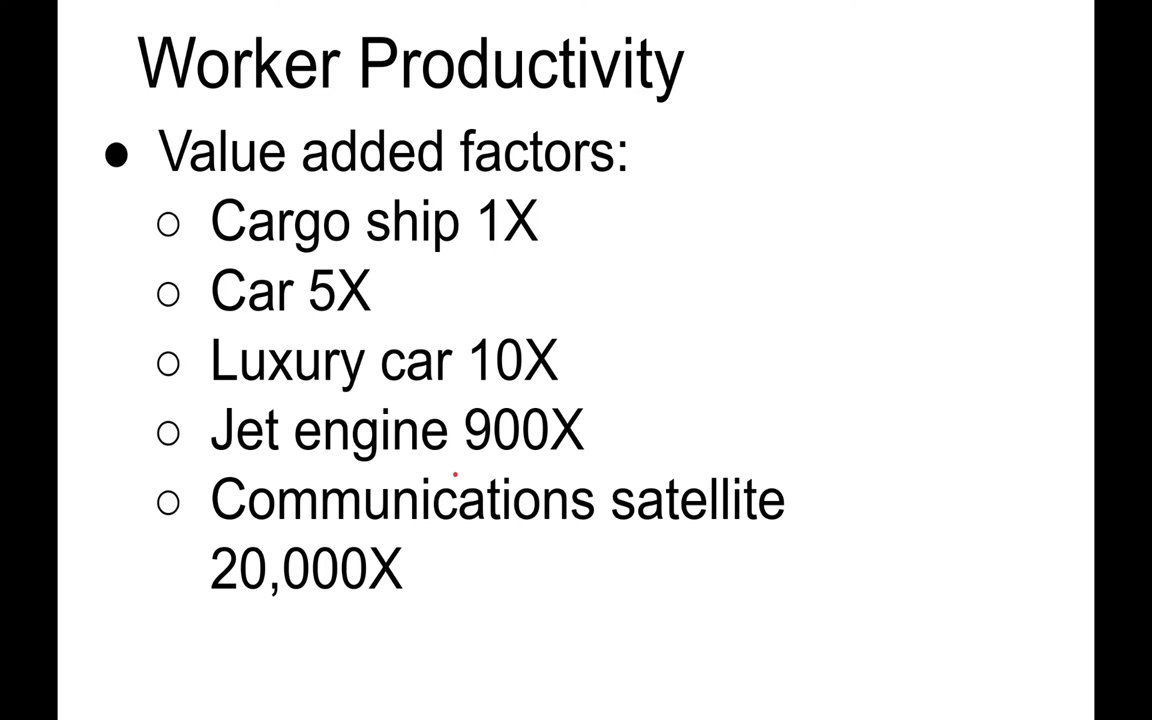 Worker Productivity
● Value added factors:
○ Cargo ship 1X
○ Car 5X
○ Luxury car 10X
○ Jet engine 900X
○ Communications satellite
20,000X